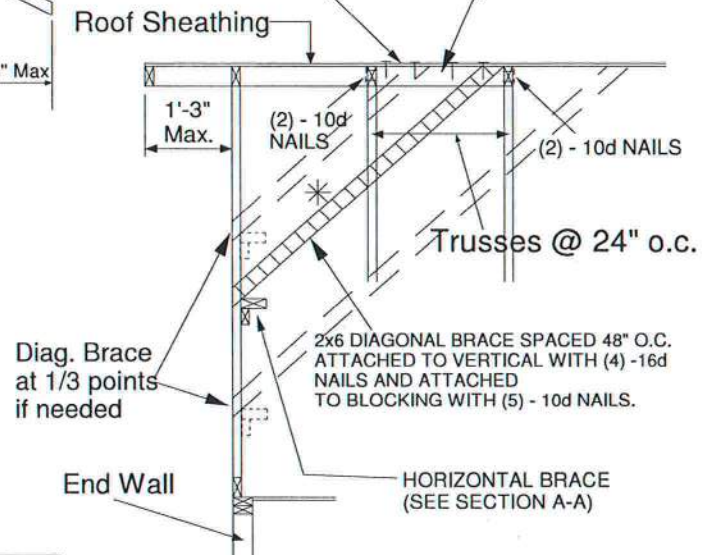 Roof Sheathing
" Max
1'-3"
Max.
(2) - 10d
NAILS
(2) - 10d NAILS
Trusses @ 24" o.c.
2x6 DIAGONAL BRACE SPACED 48" O.C.
ATTACHED TO VERTICAL WITH (4) -16d
NAILS AND ATTACHED
TO BLOCKING WITH (5) - 10d NAILS.
Diag. Brace
at 1/3 points
if needed
End Wall
HORIZONTAL BRACE
(SEE SECTION A-A)